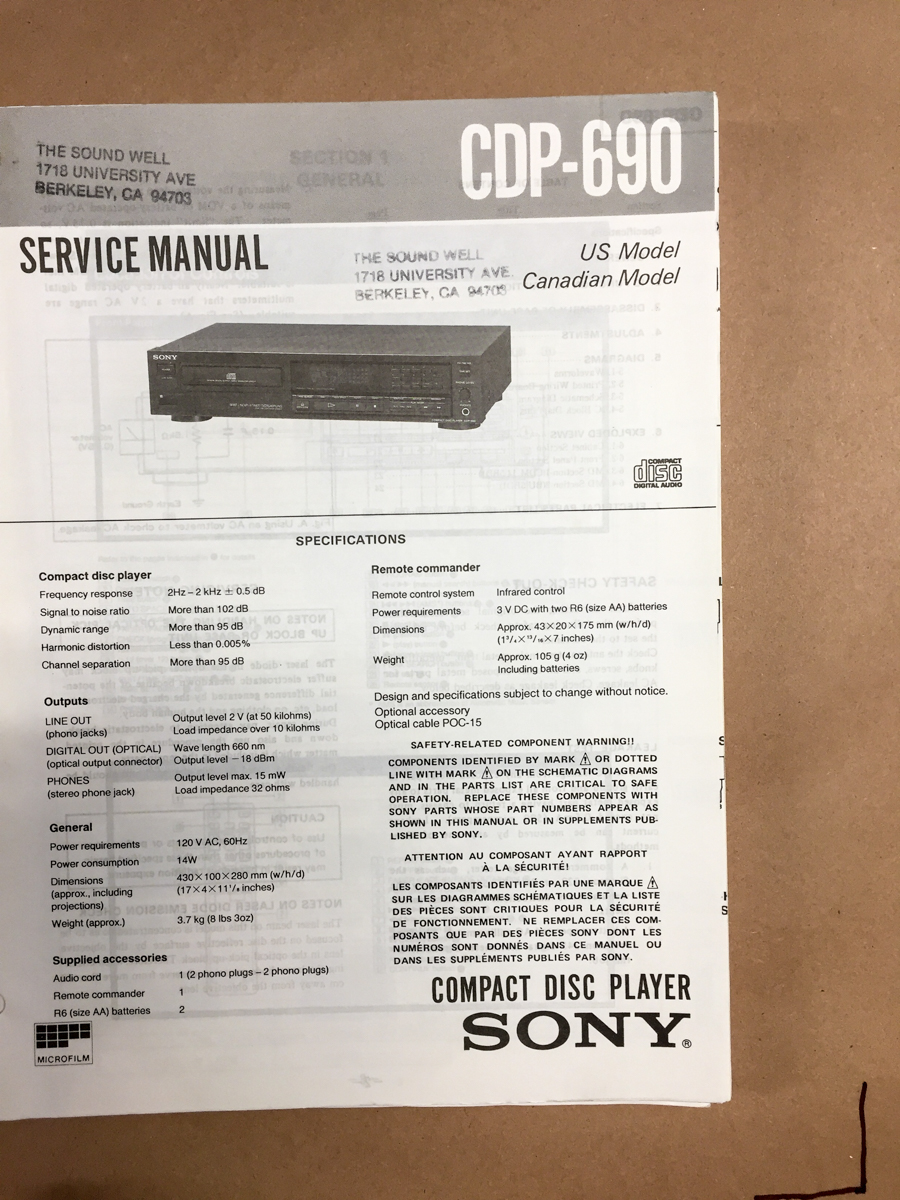 CDP-690
THE SOUND WELL
1718 UNIVERSITY AVE
BERKELEY, CA 94703
SERVICE MANUAL
US Model
Canadian Model
THE SOUND WELL
1718 UNIVERSITY AVE.
BERKELEY, CA 94703
SONY
COMPACT
disc
DIGITAL AUDIO
SPECIFICATIONS
Compact disc player
Frequency response 2Hz – 2 kHz ± 0.5 dB
Signal to noise ratio More than 102 dB
Dynamic range More than 95 dB
Harmonic distortion Less than 0.005%
Channel separation More than 95 dB
Outputs
LINE OUT Output level 2 V (at 50 kilohms)
(phono jacks) Load impedance over 10 kilohms
DIGITAL OUT (OPTICAL) Wave length 660 nm
(optical output connector) Output level – 18 dBm
PHONES Output level max. 15 mW
(stereo phone jack) Load impedance 32 ohms
General
Power requirements 120 V AC, 60Hz
Power consumption 14W
Dimensions 430×100×280 mm (w/h/d)
(approx., including (17×4×11 1/8 inches)
projections)
Weight (approx.) 3.7 kg (8 lbs 3oz)
Supplied accessories
Audio cord 1 (2 phono plugs – 2 phono plugs)
Remote commander 1
R6 (size AA) batteries 2
MICROFILM
Remote commander
Remote control system Infrared control
Power requirements 3 V DC with two R6 (size AA) batteries
Dimensions Approx. 43×20×175 mm (w/h/d)
(1 3/4×13/16×7 inches)
Weight Approx. 105 g (4 oz)
Including batteries
Design and specifications subject to change without notice.
Optional accessory
Optical cable POC-15
SAFETY-RELATED COMPONENT WARNING!!
COMPONENTS IDENTIFIED BY MARK ⚠ OR DOTTED
LINE WITH MARK ⚠ ON THE SCHEMATIC DIAGRAMS
AND IN THE PARTS LIST ARE CRITICAL TO SAFE
OPERATION. REPLACE THESE COMPONENTS WITH
SONY PARTS WHOSE PART NUMBERS APPEAR AS
SHOWN IN THIS MANUAL OR IN SUPPLEMENTS PUB-
LISHED BY SONY.
ATTENTION AU COMPOSANT AYANT RAPPORT
À LA SÉCURITÉ!
LES COMPOSANTS IDENTIFIÉS PAR UNE MARQUE ⚠
SUR LES DIAGRAMMES SCHÉMATIQUES ET LA LISTE
DES PIÈCES SONT CRITIQUES POUR LA SÉCURITÉ
DE FONCTIONNEMENT. NE REMPLACER CES COM-
POSANTS QUE PAR DES PIÈCES SONY DONT LES
NUMÉROS SONT DONNÉS DANS CE MANUEL OU
DANS LES SUPPLÉMENTS PUBLIÉS PAR SONY.
COMPACT DISC PLAYER
SONY®